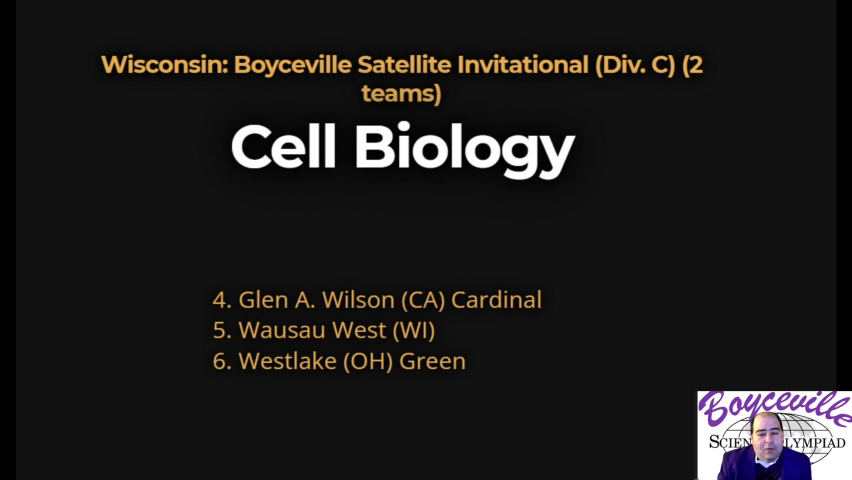 Wisconsin: Boyceville Satellite Invitational (Div. C) (2
teams)
Cell Biology
4. Glen A. Wilson (CA) Cardinal
5. Wausau West (WI)
6. Westlake (OH) Green
Boyceville